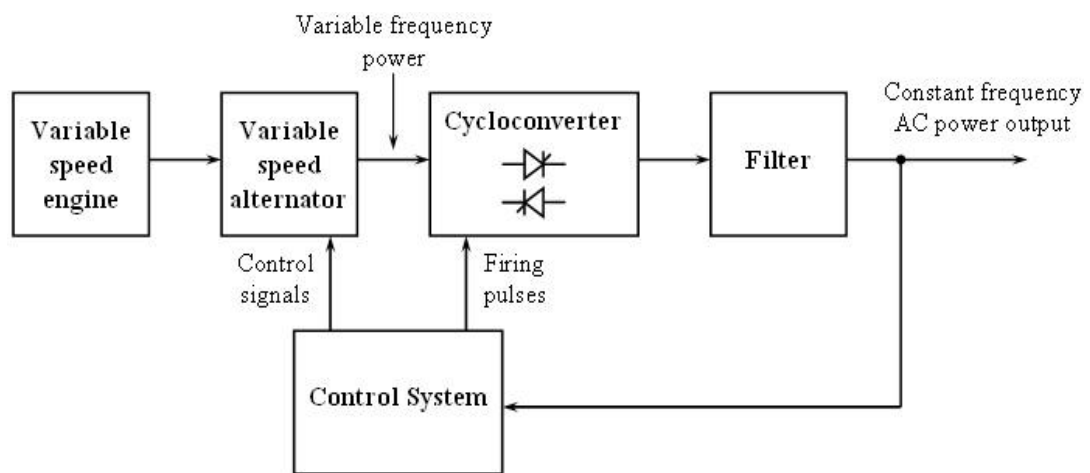 Variable frequency
power
Constant frequency
AC power output
Variable
speed
engine
Variable
speed
alternator
Cycloconverter
Filter
Control
signals
Firing
pulses
Control System